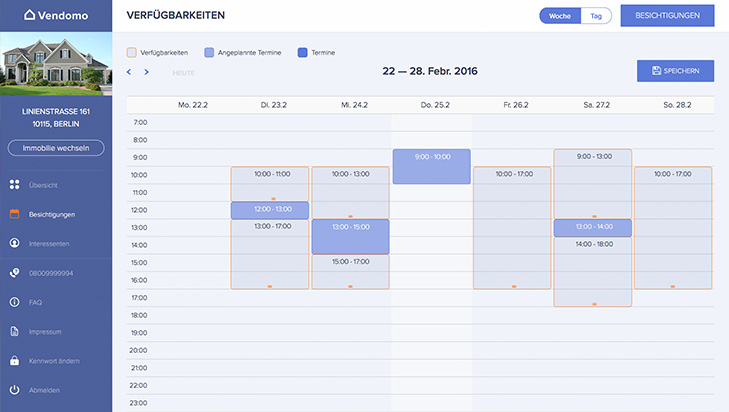 Vendomo
LINIENSTRASSE 161
10115, BERLIN
Immobilie wechseln
Übersicht
Besichtigungen
Interessenten
08009999994
FAQ
Impressum
Kennwort ändern
Abmelden
VERFÜGBARKEITEN
Woche Tag
BESICHTIGUNGEN
Verfügbarkeiten Angeplannte Termine Termine
HEUTE
22 — 28. Febr. 2016
SPEICHERN
Mo. 22.2 Di. 23.2 Mi. 24.2 Do. 25.2 Fr. 26.2 Sa. 27.2 So. 28.2
7:00
8:00
9:00 9:00 - 10:00 9:00 - 13:00
10:00 10:00 - 11:00 10:00 - 13:00 10:00 - 17:00 10:00 - 17:00
11:00
12:00 12:00 - 13:00
13:00 13:00 - 17:00 13:00 - 15:00 13:00 - 14:00
14:00 14:00 - 18:00
15:00 15:00 - 17:00
16:00
17:00
18:00
19:00
20:00
21:00
22:00
23:00